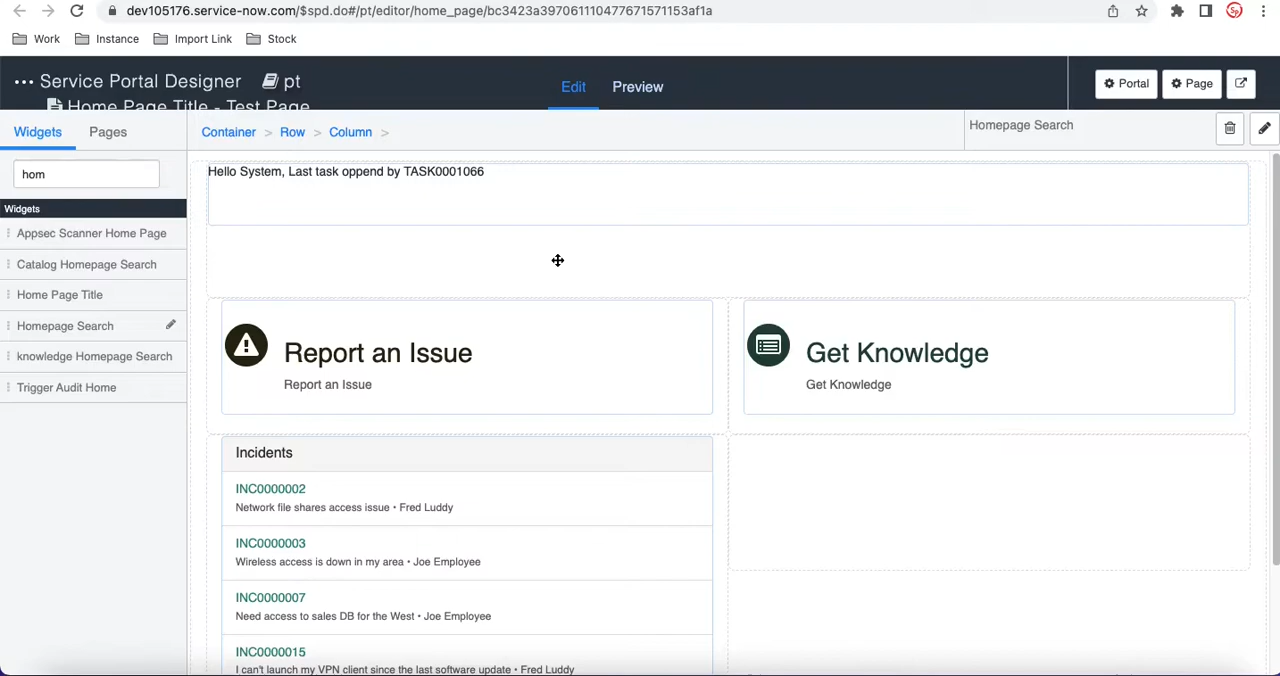 dev105176.service-now.com/$spd.do#/pt/editor/home_page/bc3423a397061110477671571153af1a
Work Instance Import Link Stock
Service Portal Designer pt
Home Page Title - Test Page
Edit Preview
Portal Page
Widgets Pages
Container > Row > Column >
Homepage Search
hom
Widgets
Appsec Scanner Home Page
Catalog Homepage Search
Home Page Title
Homepage Search
knowledge Homepage Search
Trigger Audit Home
Hello System, Last task oppend by TASK0001066
Report an Issue
Report an Issue
Get Knowledge
Get Knowledge
Incidents
INC0000002
Network file shares access issue • Fred Luddy
INC0000003
Wireless access is down in my area • Joe Employee
INC0000007
Need access to sales DB for the West • Joe Employee
INC0000015
I can't launch my VPN client since the last software update • Fred Luddy